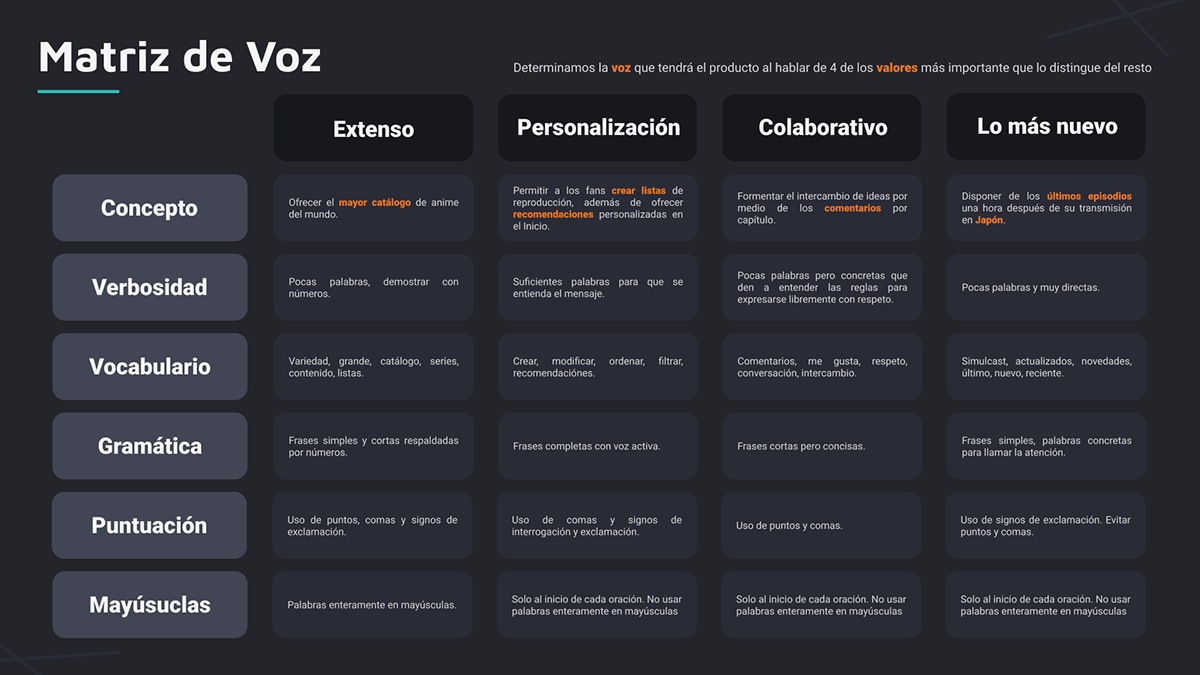 Matriz de Voz
Determinamos la voz que tendrá el producto al hablar de 4 de los valores más importante que lo distingue del resto
Extenso
Personalización
Colaborativo
Lo más nuevo
Concepto
Ofrecer el mayor catálogo de anime
del mundo.
Permitir a los fans crear listas de
reproducción, además de ofrecer
recomendaciones personalizadas en
el Inicio.
Formentar el intercambio de ideas por
medio de los comentarios por
capítulo.
Disponer de los últimos episodios
una hora después de su transmisión
en Japón.
Verbosidad
Pocas palabras, demostrar con
números.
Suficientes palabras para que se
entienda el mensaje.
Pocas palabras pero concretas que
den a entender las reglas para
expresarse libremente con respeto.
Pocas palabras y muy directas.
Vocabulario
Variedad, grande, catálogo, series,
contenido, listas.
Crear, modificar, ordenar, filtrar,
recomendaciónes.
Comentarios, me gusta, respeto,
conversación, intercambio.
Simulcast, actualizados, novedades,
último, nuevo, reciente.
Gramática
Frases simples y cortas respaldadas
por números.
Frases completas con voz activa.
Frases cortas pero concisas.
Frases simples, palabras concretas
para llamar la atención.
Puntuación
Uso de puntos, comas y signos de
exclamación.
Uso de comas y signos de
interrogación y exclamación.
Uso de puntos y comas.
Uso de signos de exclamación. Evitar
puntos y comas.
Mayúsuclas
Palabras enteramente en mayúsculas.
Solo al inicio de cada oración. No usar
palabras enteramente en mayúsculas
Solo al inicio de cada oración. No usar
palabras enteramente en mayúsculas
Solo al inicio de cada oración. No usar
palabras enteramente en mayúsculas